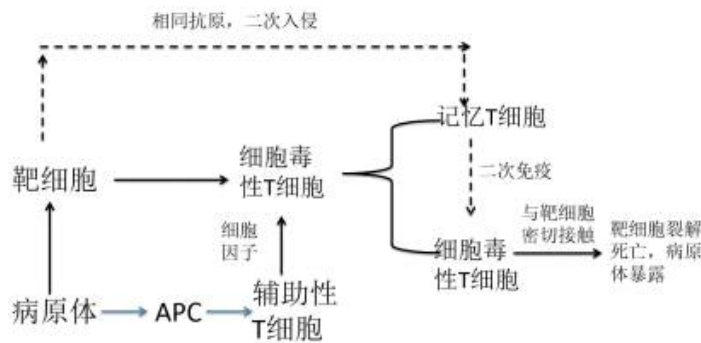 相同抗原，二次入侵
记忆T细胞
靶细胞
细胞毒
性T细胞
二次免疫
细胞
因子
与靶细胞
密切接触
细胞毒
性T细胞
靶细胞裂解
死亡，病原
体暴露
病原体
APC
辅助性
T细胞